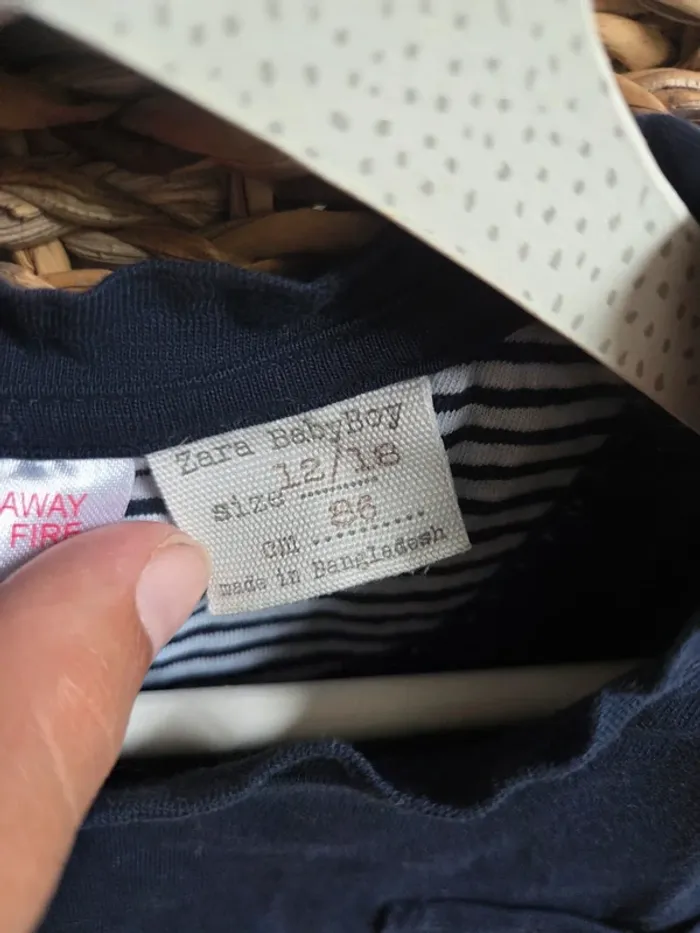 Zara BabyBoy
size 12/18
cm 86
made in Bangladesh
AWAY
FIRE